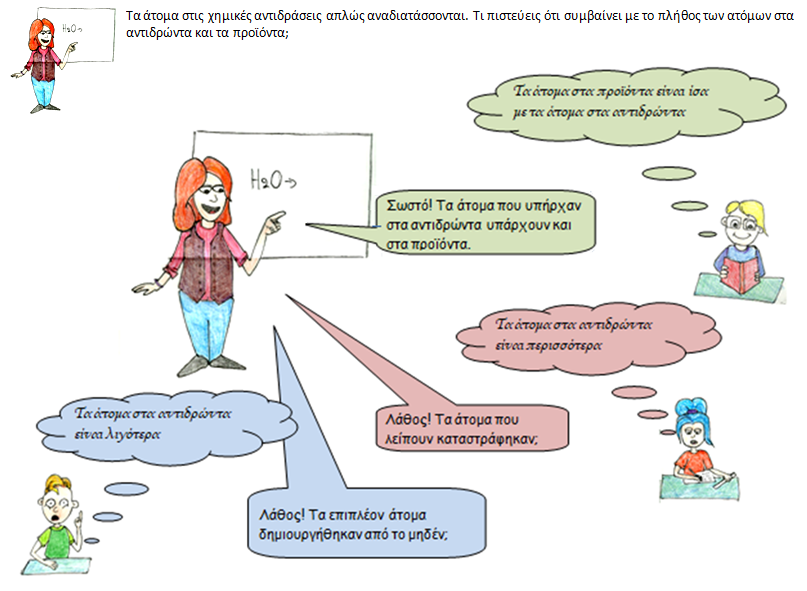 H₂O→
Τα άτομα στις χημικές αντιδράσεις απλώς αναδιατάσσονται. Τι πιστεύεις ότι συμβαίνει με το πλήθος των ατόμων στα
αντιδρώντα και τα προϊόντα;
Τα άτομα στα προϊόντα είναι ίσα
με τα άτομα στα αντιδρώντα
H₂O→
Σωστό! Τα άτομα που υπήρχαν
στα αντιδρώντα υπάρχουν και
στα προϊόντα.
Τα άτομα στα αντιδρώντα
είναι περισσότερα
Λάθος! Τα άτομα που
λείπουν καταστράφηκαν;
Τα άτομα στα αντιδρώντα
είναι λιγότερα
Λάθος! Τα επιπλέον άτομα
δημιουργήθηκαν από το μηδέν;